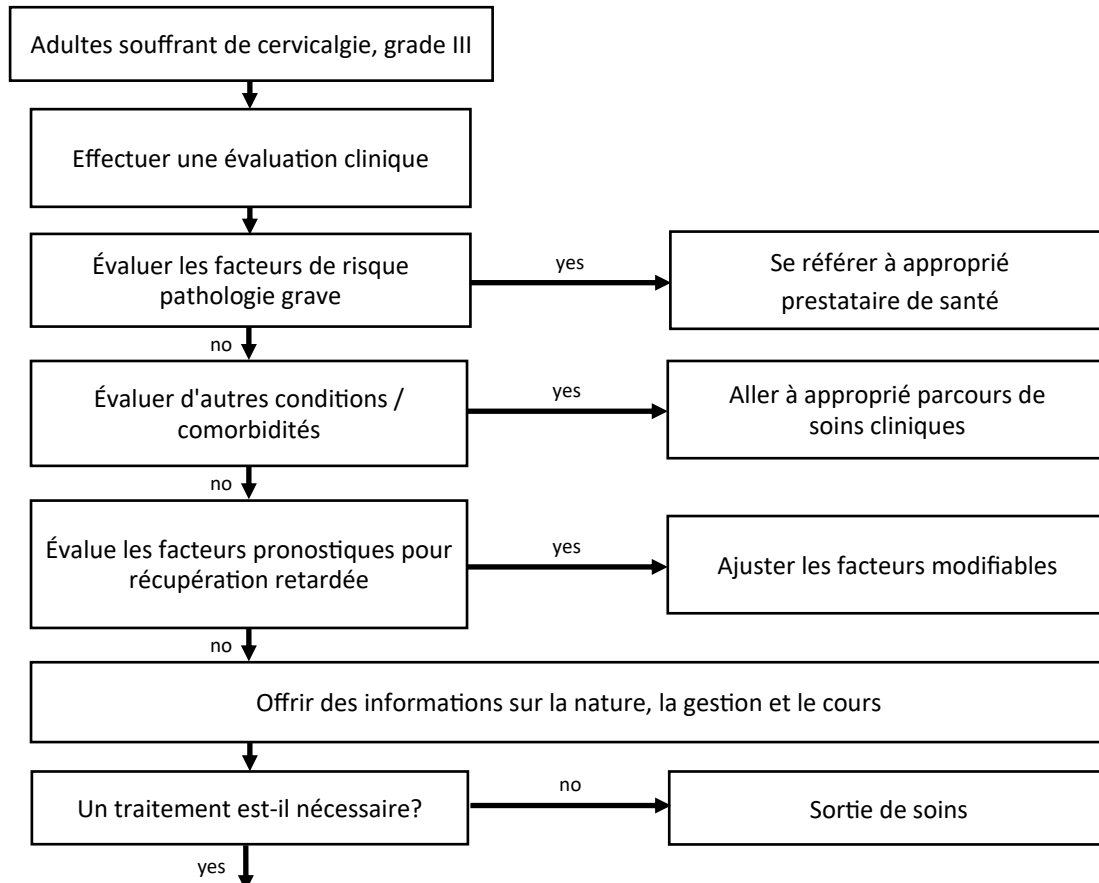 Adultes souffrant de cervicalgie, grade III
Effectuer une évaluation clinique
Évaluer les facteurs de risque
pathologie grave
yes
Se référer à approprié
prestataire de santé
no
Évaluer d'autres conditions /
comorbidités
yes
Aller à approprié parcours de
soins cliniques
no
Évalue les facteurs pronostiques pour
récupération retardée
yes
Ajuster les facteurs modifiables
no
Offrir des informations sur la nature, la gestion et le cours
Un traitement est-il nécessaire?
no
Sortie de soins
yes